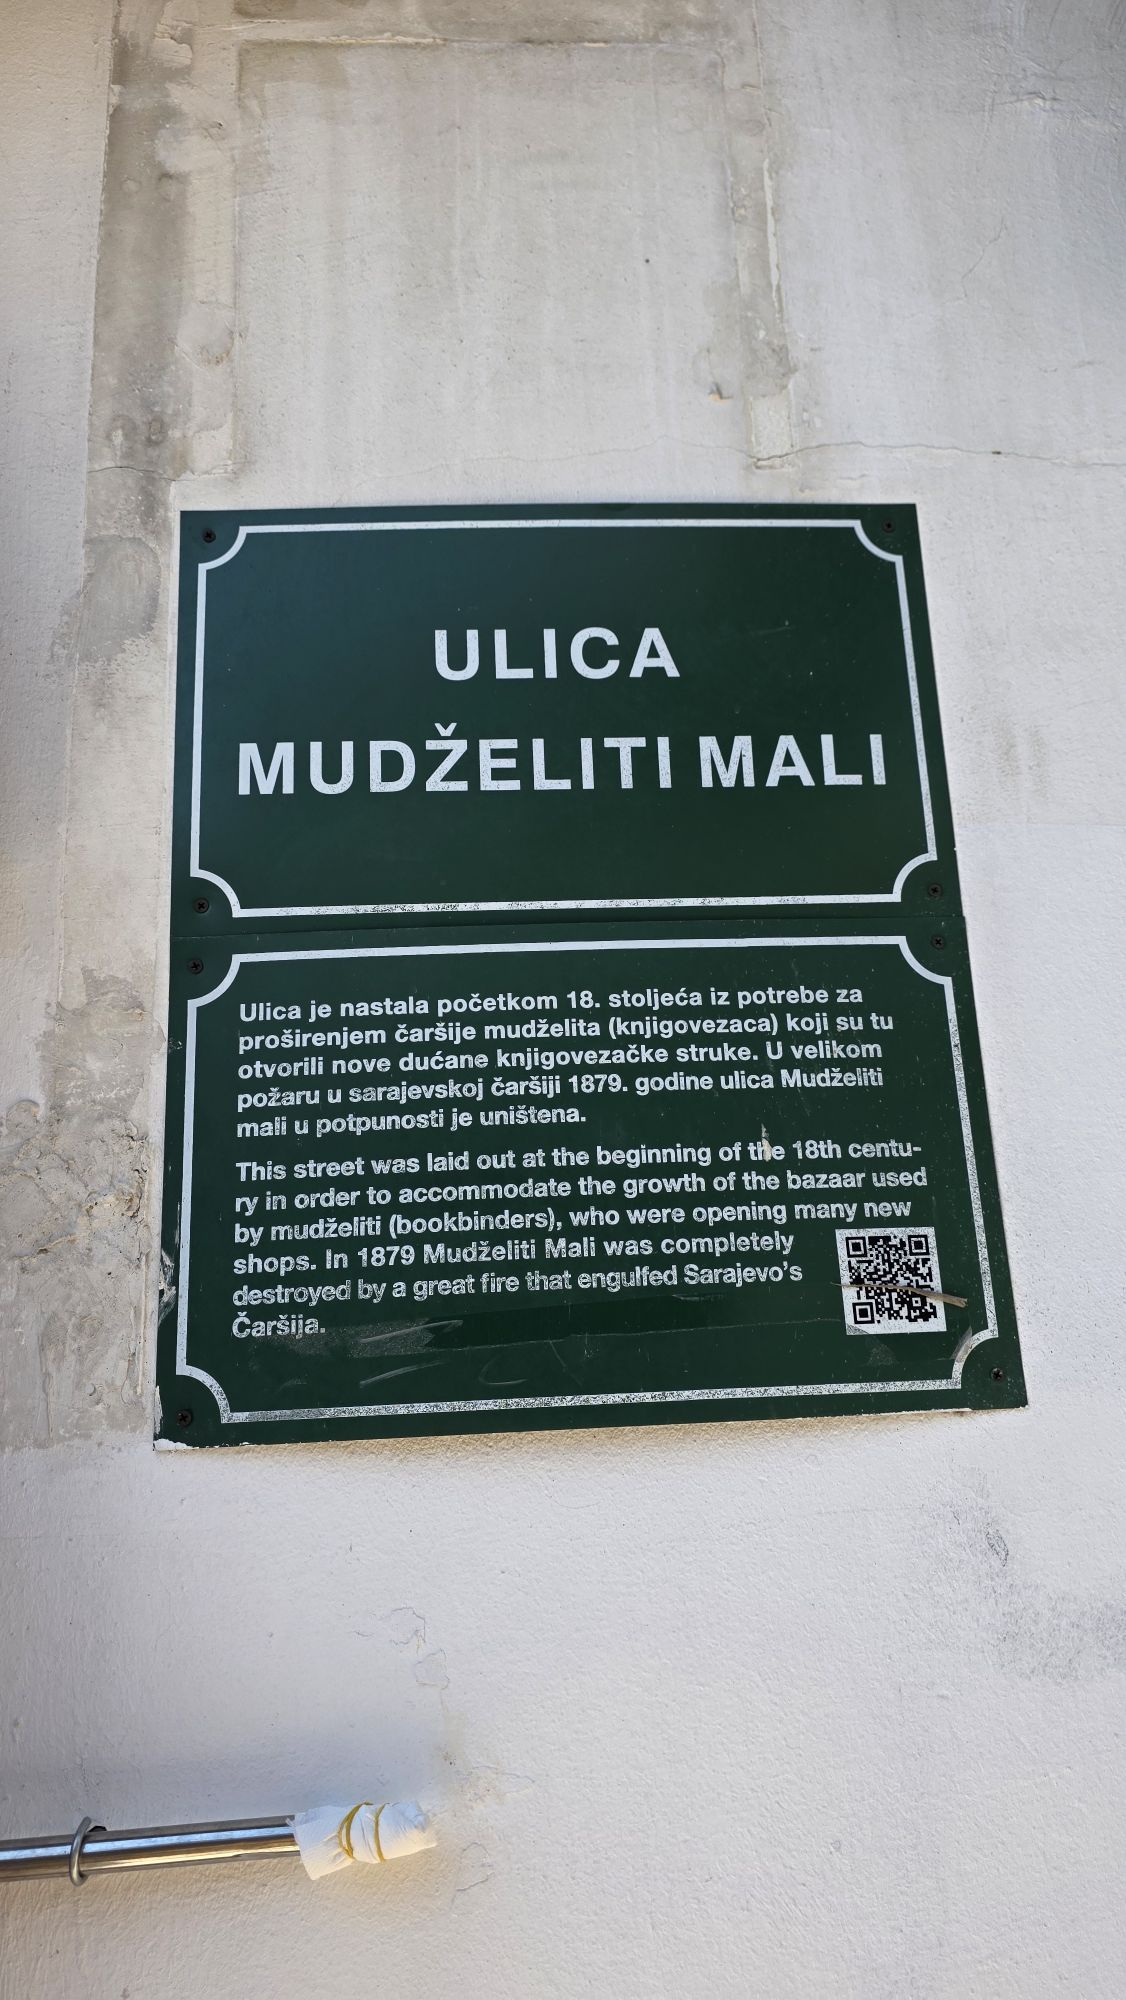 ULICA
MUDŽELITI MALI
Ulica je nastala početkom 18. stoljeća iz potrebe za
proširenjem čaršije mudželita (knjigovezaca) koji su tu
otvorili nove dućane knjigovezačke struke. U velikom
požaru u sarajevskoj čaršiji 1879. godine ulica Mudželiti
mali u potpunosti je uništena.
This street was laid out at the beginning of the 18th centu-
ry in order to accommodate the growth of the bazaar used
by mudželiti (bookbinders), who were opening many new
shops. In 1879 Mudželiti Mali was completely
destroyed by a great fire that engulfed Sarajevo's
Čaršija.